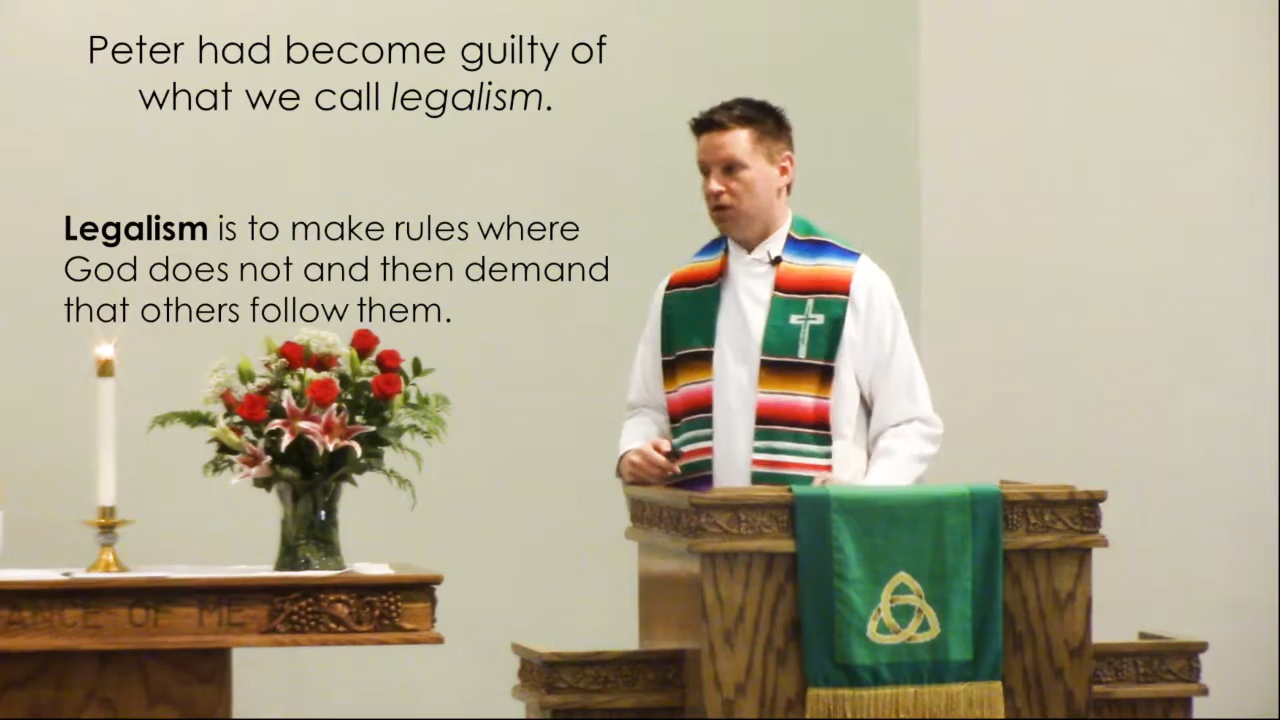 Peter had become guilty of
what we call legalism.
Legalism is to make rules where
God does not and then demand
that others follow them.
ANCE OF ME